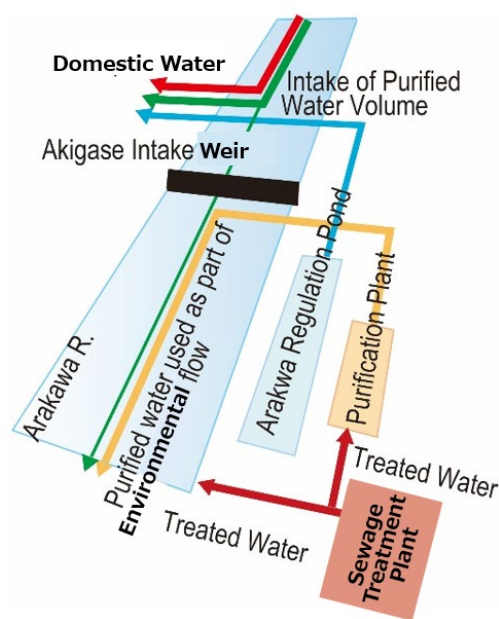 Domestic Water
Intake of Purified
Water Volume
Akigase Intake Weir
Arakawa R.
Purified water used as part of
Environmental flow
Arakwa Regulation Pond
Purification Plant
Treated Water
Treated Water
Sewage
Treatment
Plant